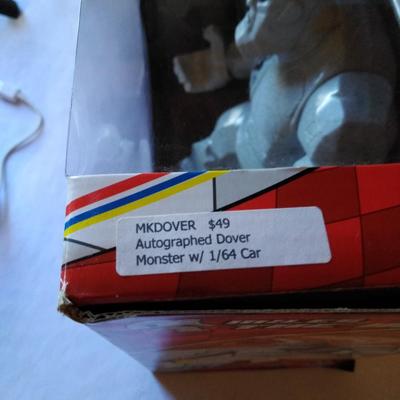 MKDOVER $49
Autographed Dover
Monster w/ 1/64 Car